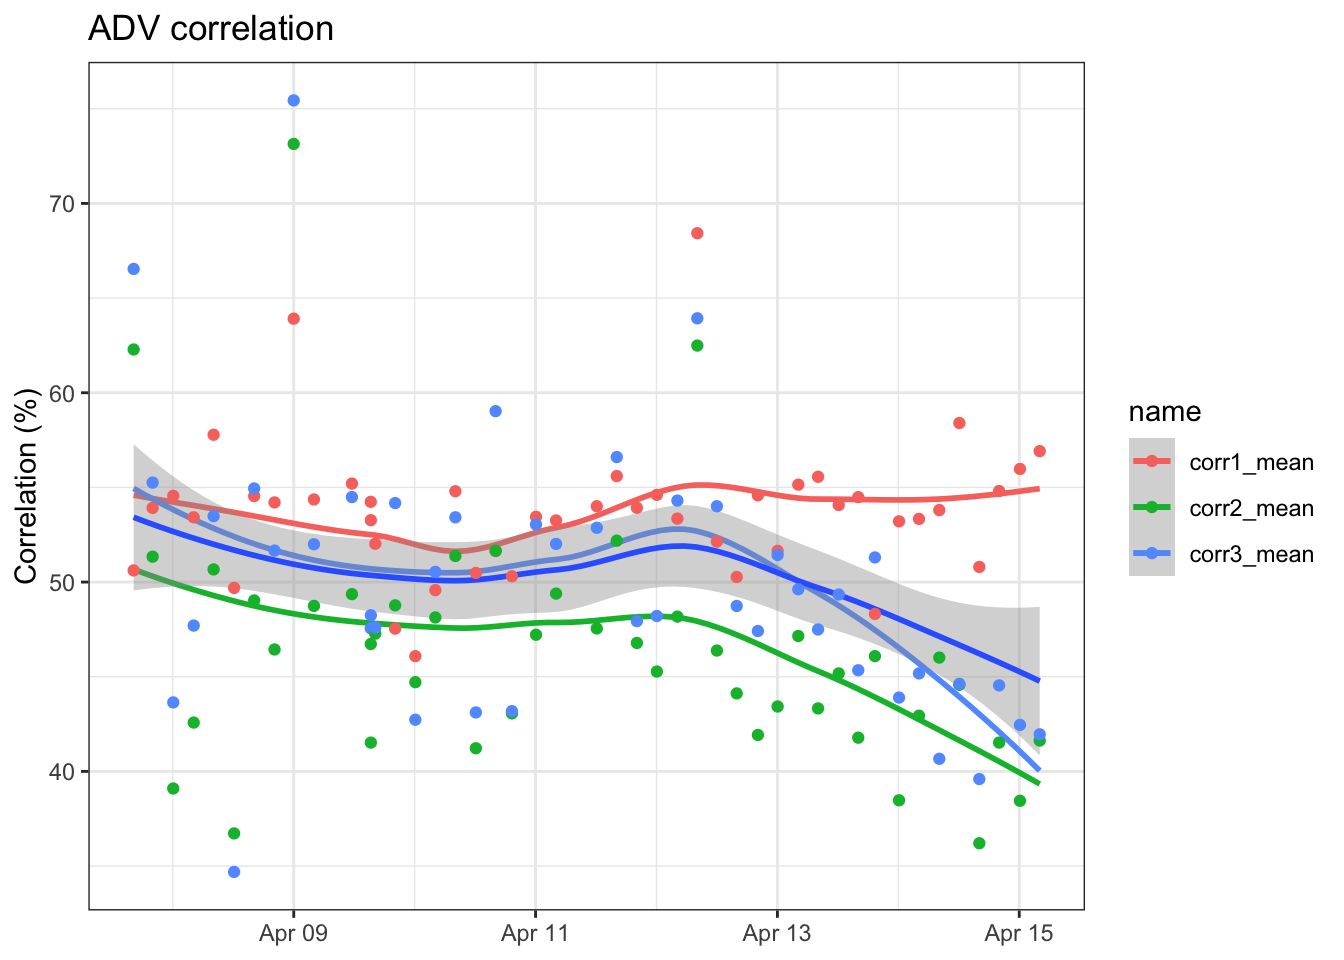 ADV correlation
Correlation (%)
70
60
50
40
Apr 09
Apr 11
Apr 13
Apr 15
name
corr1_mean
corr2_mean
corr3_mean